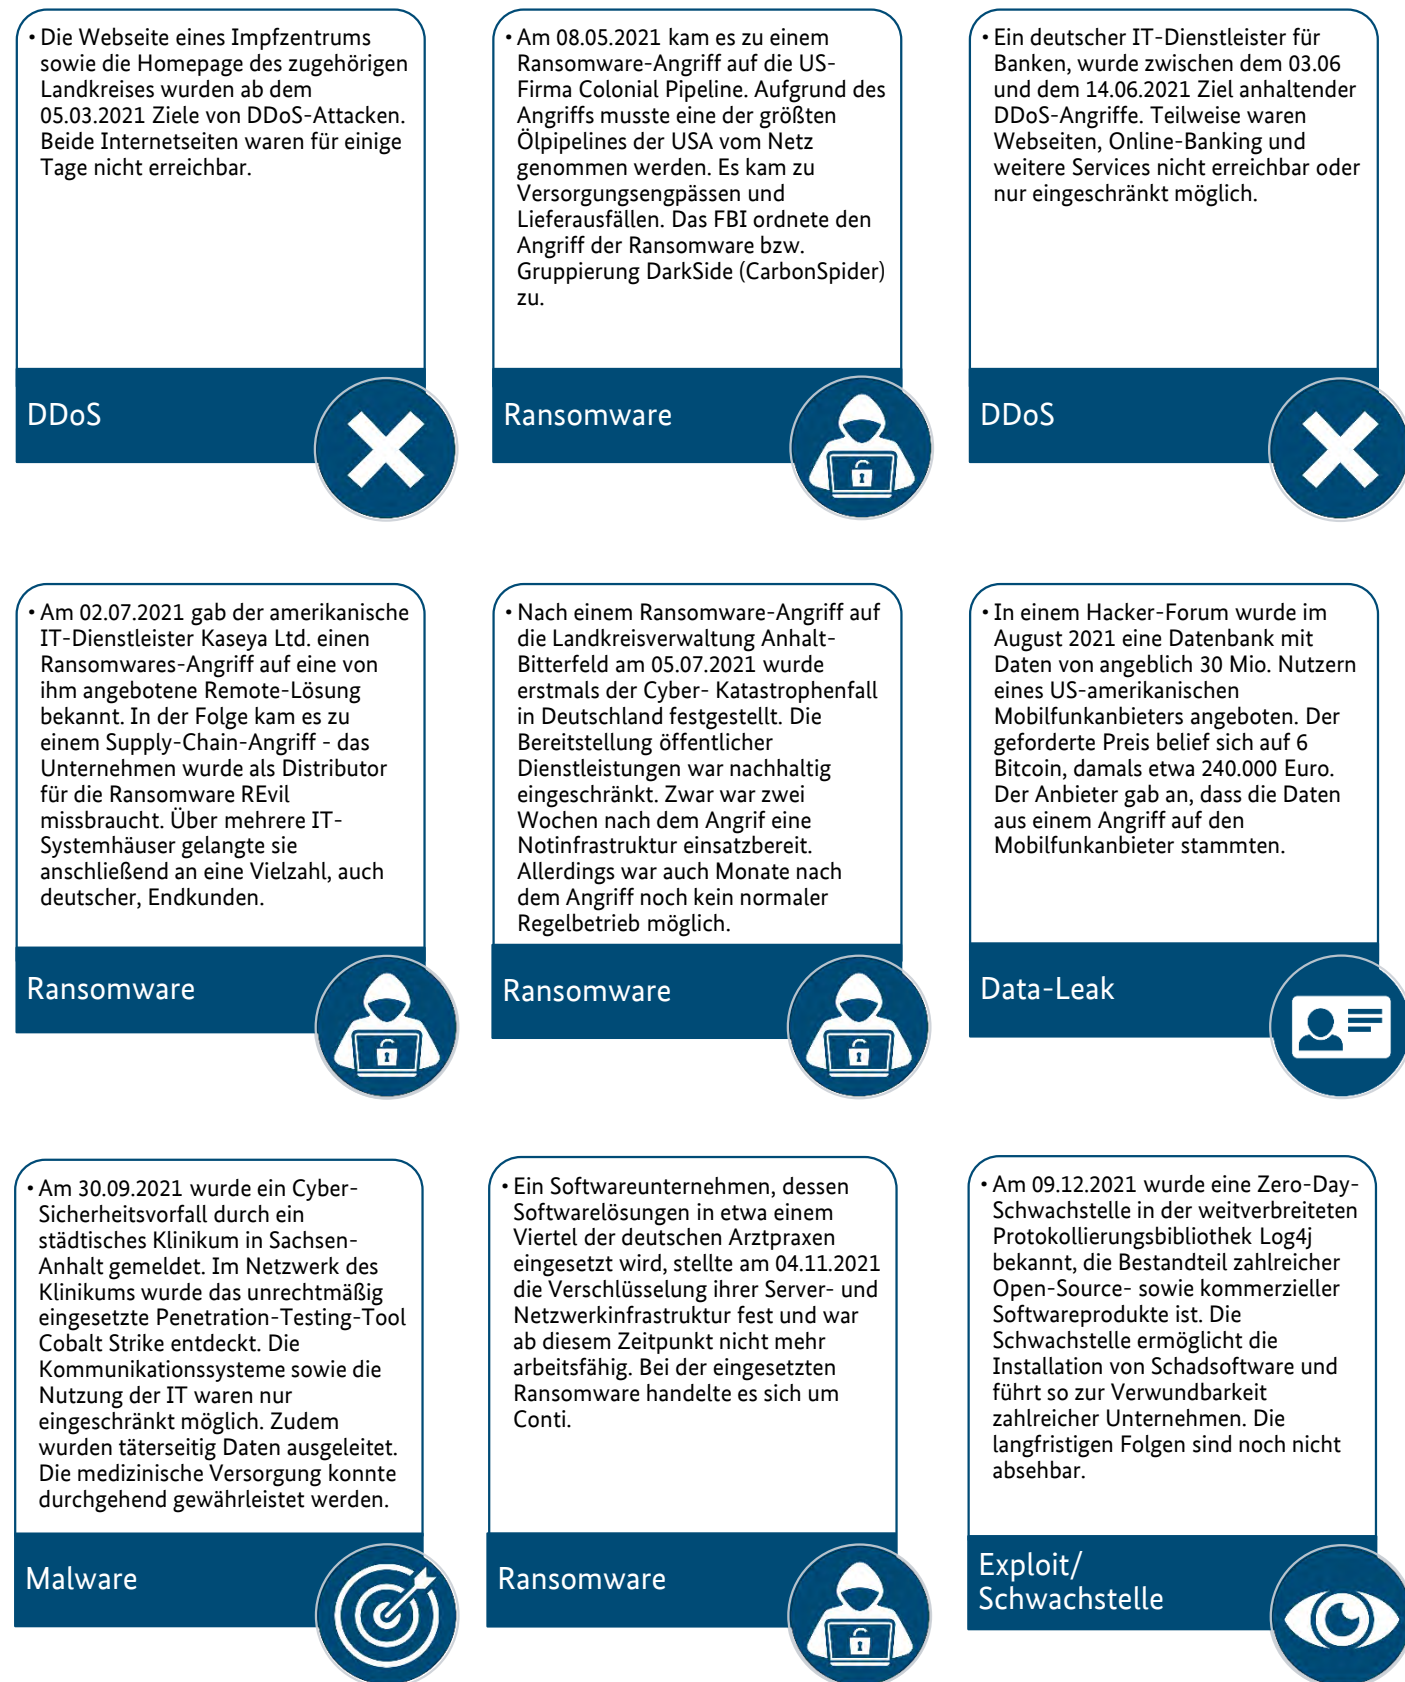 • Die Webseite eines Impfzentrums
sowie die Homepage des zugehörigen
Landkreises wurden ab dem
05.03.2021 Ziele von DDoS-Attacken.
Beide Internetseiten waren für einige
Tage nicht erreichbar.
DDoS
• Am 08.05.2021 kam es zu einem
Ransomware-Angriff auf die US-
Firma Colonial Pipeline. Aufgrund des
Angriffs musste eine der größten
Ölpipelines der USA vom Netz
genommen werden. Es kam zu
Versorgungsengpässen und
Lieferausfällen. Das FBI ordnete den
Angriff der Ransomware bzw.
Gruppierung DarkSide (CarbonSpider)
zu.
Ransomware
• Ein deutscher IT-Dienstleister für
Banken, wurde zwischen dem 03.06
und dem 14.06.2021 Ziel anhaltender
DDoS-Angriffe. Teilweise waren
Webseiten, Online-Banking und
weitere Services nicht erreichbar oder
nur eingeschränkt möglich.
DDoS
• Am 02.07.2021 gab der amerikanische
IT-Dienstleister Kaseya Ltd. einen
Ransomwares-Angriff auf eine von
ihm angebotene Remote-Lösung
bekannt. In der Folge kam es zu
einem Supply-Chain-Angriff - das
Unternehmen wurde als Distributor
für die Ransomware REvil
missbraucht. Über mehrere IT-
Systemhäuser gelangte sie
anschließend an eine Vielzahl, auch
deutscher, Endkunden.
Ransomware
• Nach einem Ransomware-Angriff auf
die Landkreisverwaltung Anhalt-
Bitterfeld am 05.07.2021 wurde
erstmals der Cyber- Katastrophenfall
in Deutschland festgestellt. Die
Bereitstellung öffentlicher
Dienstleistungen war nachhaltig
eingeschränkt. Zwar war zwei
Wochen nach dem Angrif eine
Notinfrastruktur einsatzbereit.
Allerdings war auch Monate nach
dem Angriff noch kein normaler
Regelbetrieb möglich.
Ransomware
• In einem Hacker-Forum wurde im
August 2021 eine Datenbank mit
Daten von angeblich 30 Mio. Nutzern
eines US-amerikanischen
Mobilfunkanbieters angeboten. Der
geforderte Preis belief sich auf 6
Bitcoin, damals etwa 240.000 Euro.
Der Anbieter gab an, dass die Daten
aus einem Angriff auf den
Mobilfunkanbieter stammten.
Data-Leak
• Am 30.09.2021 wurde ein Cyber-
Sicherheitsvorfall durch ein
städtisches Klinikum in Sachsen-
Anhalt gemeldet. Im Netzwerk des
Klinikums wurde das unrechtmäßig
eingesetzte Penetration-Testing-Tool
Cobalt Strike entdeckt. Die
Kommunikationssysteme sowie die
Nutzung der IT waren nur
eingeschränkt möglich. Zudem
wurden täterseitig Daten ausgeleitet.
Die medizinische Versorgung konnte
durchgehend gewährleistet werden.
Malware
• Ein Softwareunternehmen, dessen
Softwarelösungen in etwa einem
Viertel der deutschen Arztpraxen
eingesetzt wird, stellte am 04.11.2021
die Verschlüsselung ihrer Server- und
Netzwerkinfrastruktur fest und war
ab diesem Zeitpunkt nicht mehr
arbeitsfähig. Bei der eingesetzten
Ransomware handelte es sich um
Conti.
Ransomware
• Am 09.12.2021 wurde eine Zero-Day-
Schwachstelle in der weitverbreiteten
Protokollierungsbibliothek Log4j
bekannt, die Bestandteil zahlreicher
Open-Source- sowie kommerzieller
Softwareprodukte ist. Die
Schwachstelle ermöglicht die
Installation von Schadsoftware und
führt so zur Verwundbarkeit
zahlreicher Unternehmen. Die
langfristigen Folgen sind noch nicht
absehbar.
Exploit/
Schwachstelle